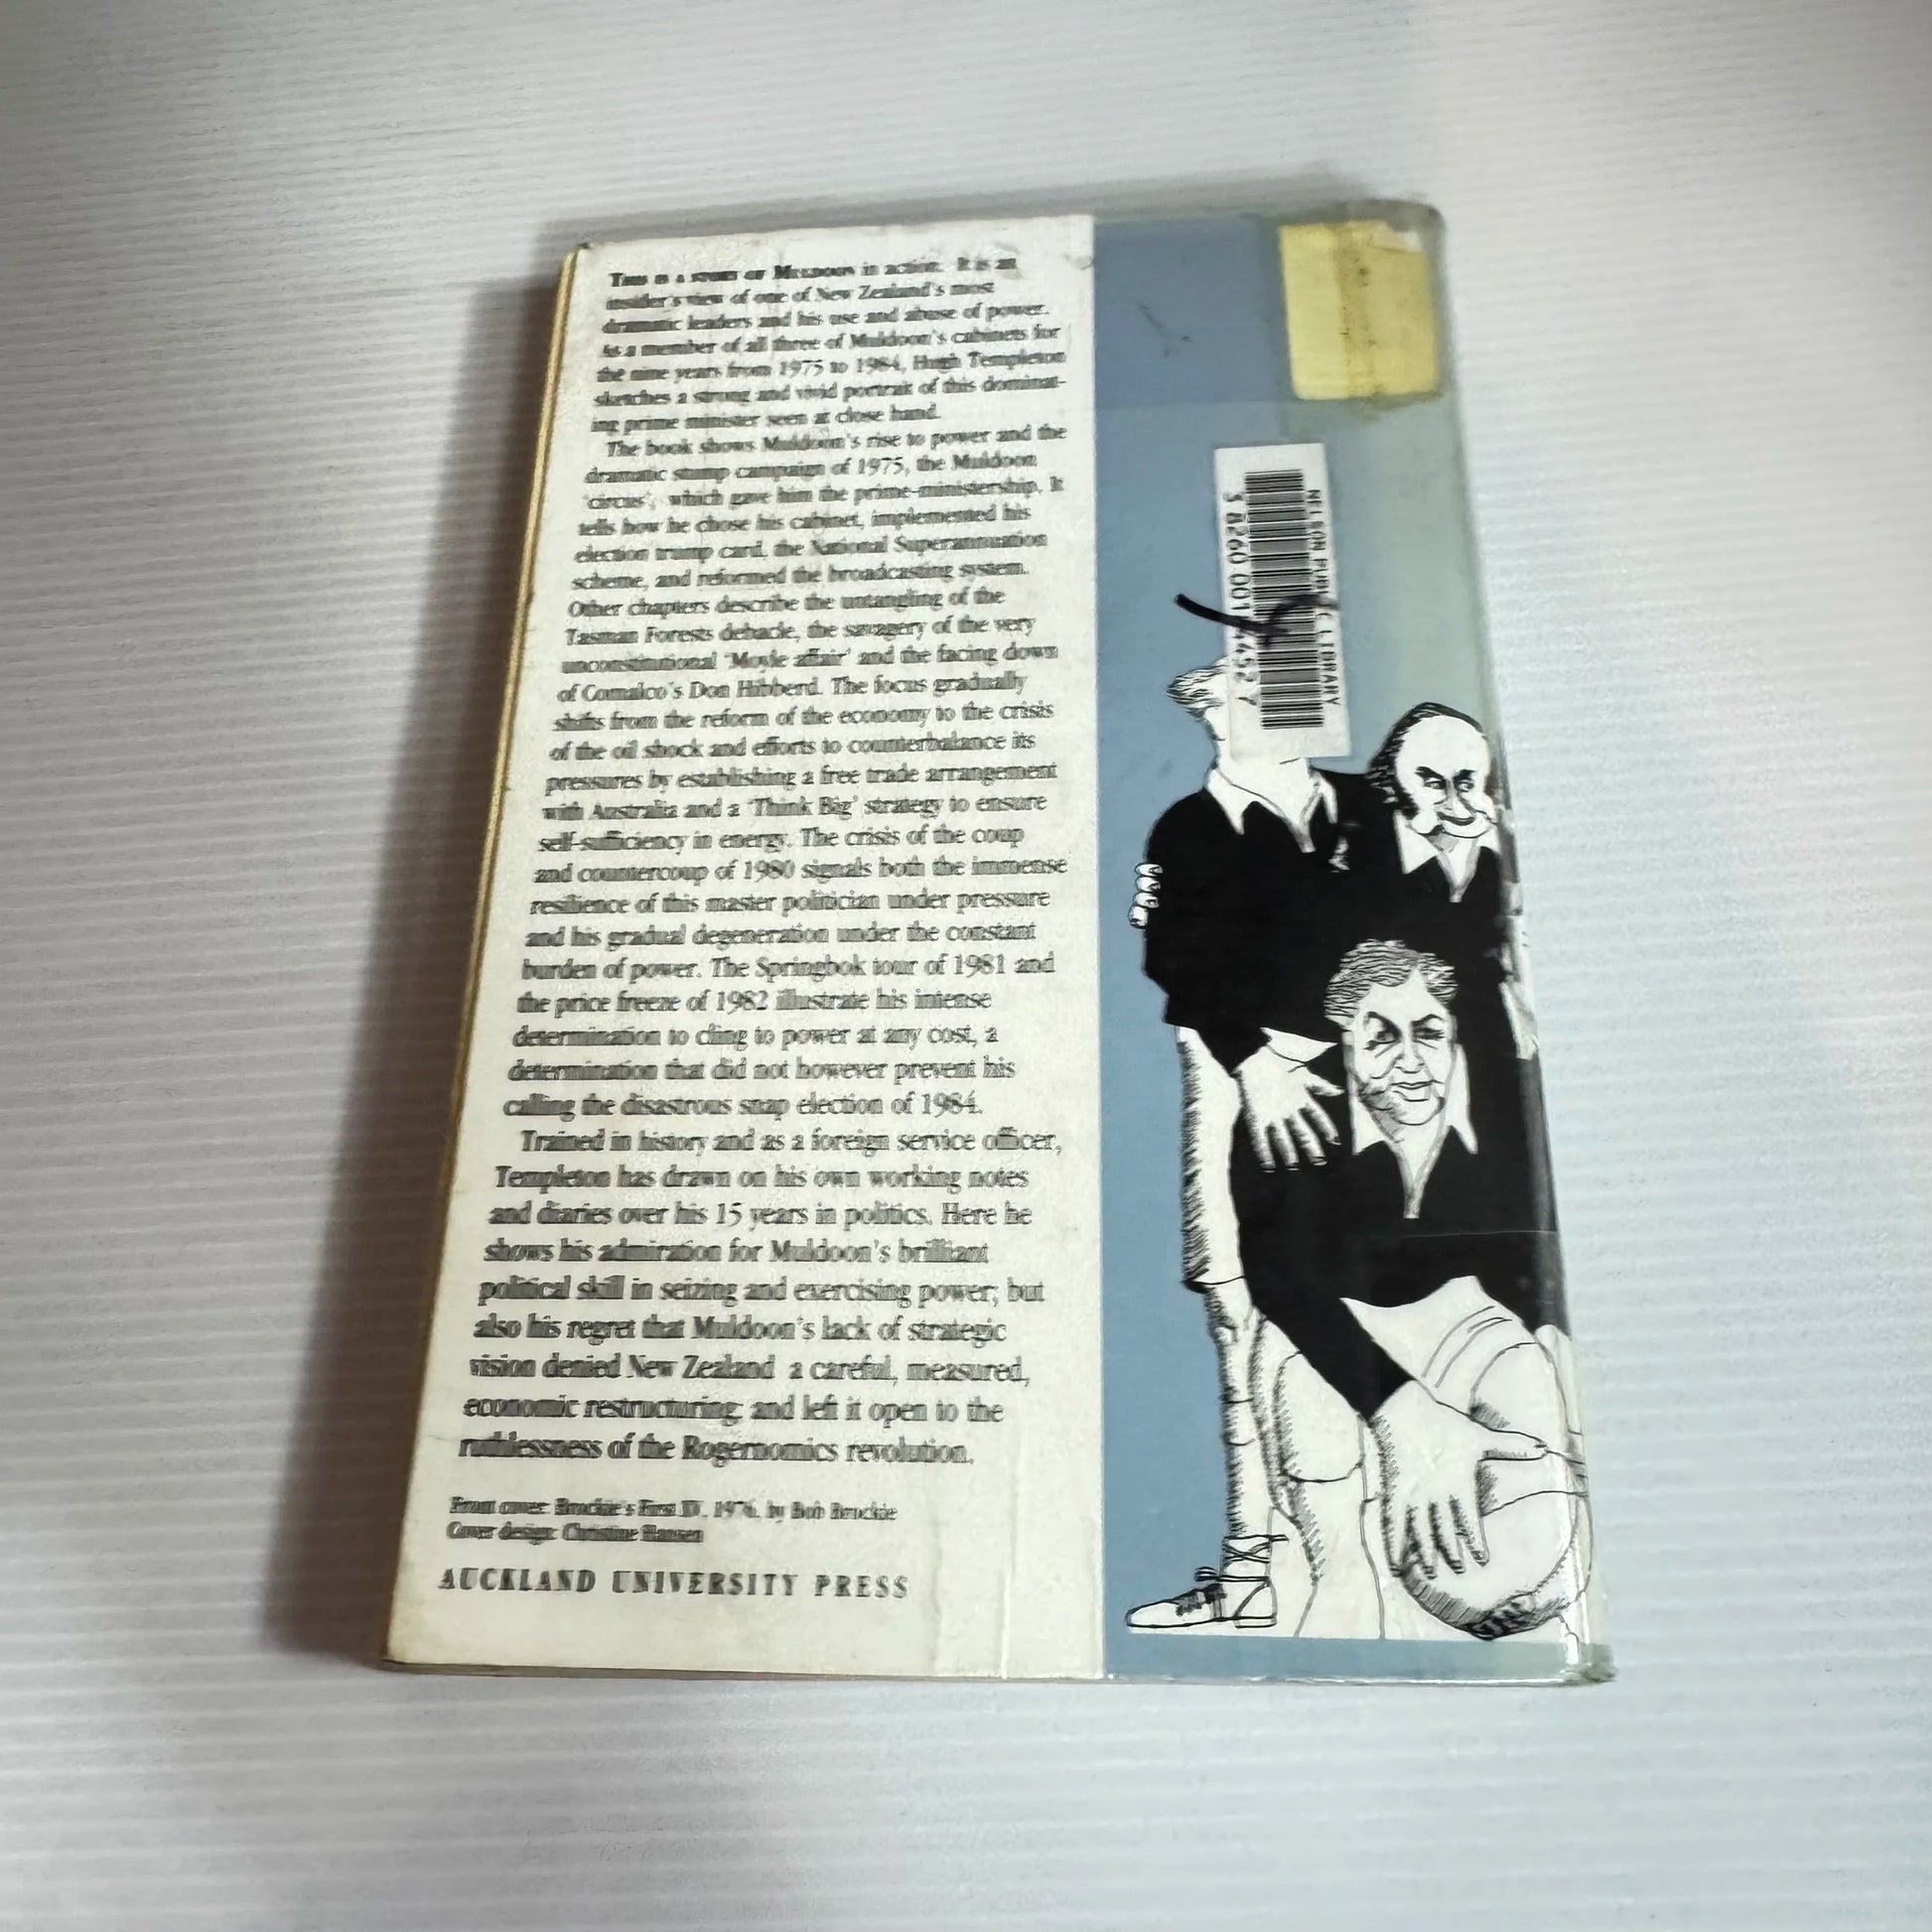 THIS IS A STORY OF MULDOON in action. It is an
insider's view of one of New Zealand's most
dramatic leaders and his use and abuse of power.
As a member of all three of Muldoon's cabinets for
the nine years from 1975 to 1984, Hugh Templeton
sketches a strong and vivid portrait of this dominat-
ing prime minister seen at close hand.
The book shows Muldoon's rise to power and the
dramatic stump campaign of 1975, the Muldoon
'circus', which gave him the prime-ministership. It
tells how he chose his cabinet, implemented his
election trump card, the National Superannuation
scheme, and reformed the broadcasting system.
Other chapters describe the untangling of the
Tasman Forests debacle, the savagery of the very
unconstitutional 'Moyle affair' and the facing down
of Comalco's Don Hibberd. The focus gradually
shifts from the reform of the economy to the crisis
of the oil shock and efforts to counterbalance its
pressures by establishing a free trade arrangement
with Australia and a 'Think Big' strategy to ensure
self-sufficiency in energy. The crisis of the coup
and countercoup of 1980 signals both the immense
resilience of this master politician under pressure
and his gradual degeneration under the constant
burden of power. The Springbok tour of 1981 and
the price freeze of 1982 illustrate his intense
determination to cling to power at any cost, a
determination that did not however prevent his
calling the disastrous snap election of 1984.
Trained in history and as a foreign service officer,
Templeton has drawn on his own working notes
and diaries over his 15 years in politics. Here he
shows his admiration for Muldoon's brilliant
political skill in seizing and exercising power; but
also his regret that Muldoon's lack of strategic
vision denied New Zealand a careful, measured,
economic restructuring and left it open to the
ruthlessness of the Rogernomics revolution.
Front cover: Brockie's First XV, 1976, by Bob Brockie
Cover design: Christine Hansen
AUCKLAND UNIVERSITY PRESS
NELSON PUBLIC LIBRARY